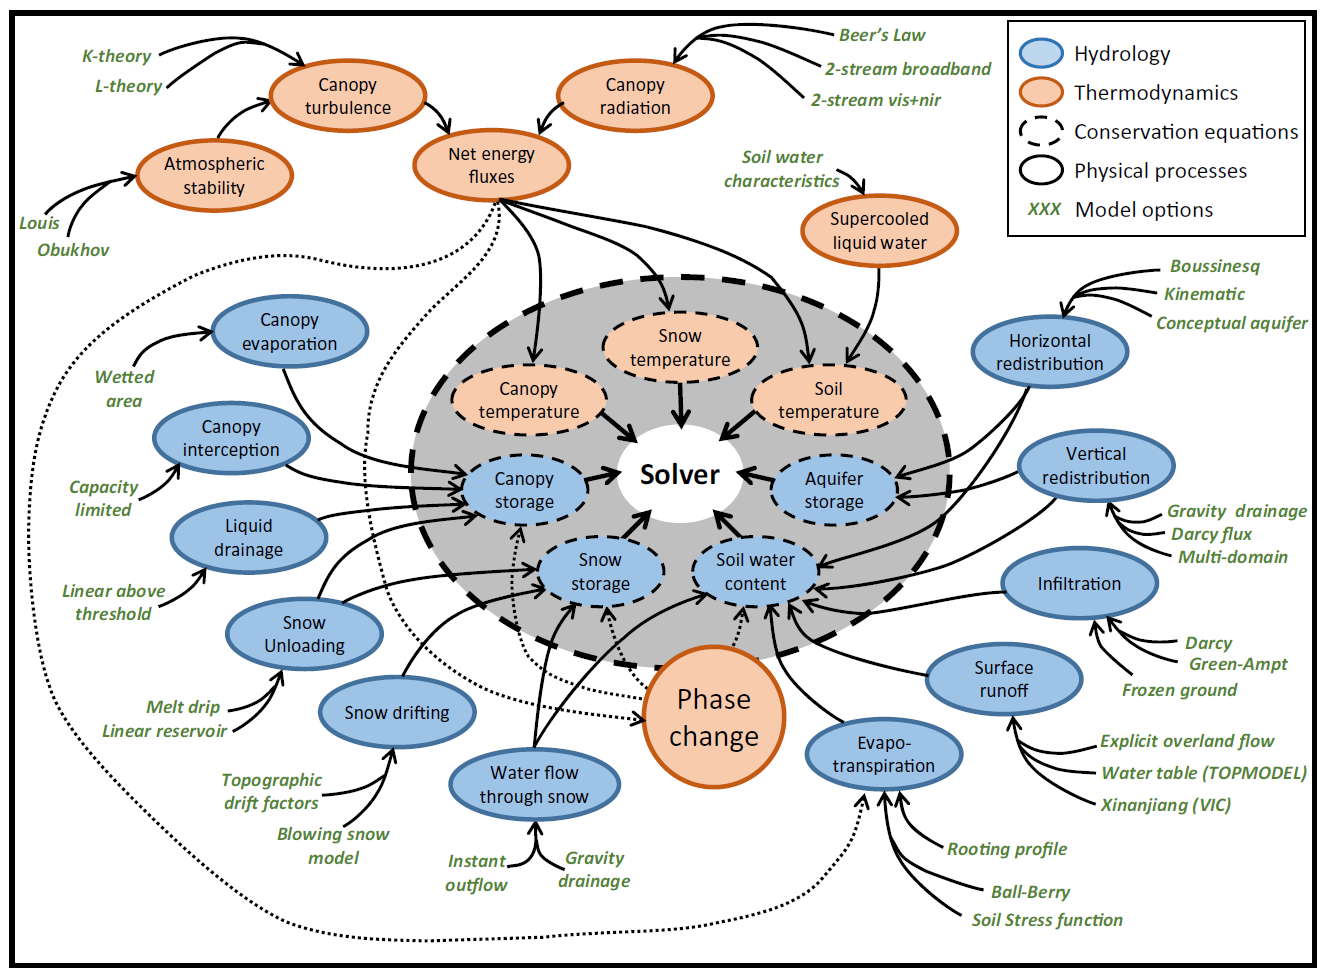 K-theory
L-theory
Canopy
turbulence
Canopy
radiation
Beer's Law
2-stream broadband
2-stream vis+nir
Hydrology
Thermodynamics
Conservation equations
Physical processes
XXX Model options
Atmospheric
stability
Net energy
fluxes
Soil water
characteristics
Supercooled
liquid water
Louis
Obukhov
Boussinesq
Kinematic
Conceptual aquifer
Canopy
evaporation
Snow
temperature
Horizontal
redistribution
Wetted
area
Canopy
temperature
Soil
temperature
Canopy
interception
Vertical
redistribution
Capacity
limited
Canopy
storage
Solver
Aquifer
storage
Gravity drainage
Darcy flux
Multi-domain
Liquid
drainage
Snow
storage
Soil water
content
Infiltration
Linear above
threshold
Snow
Unloading
Darcy
Green-Ampt
Frozen ground
Surface
runoff
Melt drip
Linear reservoir
Snow drifting
Phase
change
Evapo-
transpiration
Explicit overland flow
Water table (TOPMODEL)
Xinanjiang (VIC)
Topographic
drift factors
Water flow
through snow
Blowing snow
model
Instant
outflow
Gravity
drainage
Rooting profile
Ball-Berry
Soil Stress function